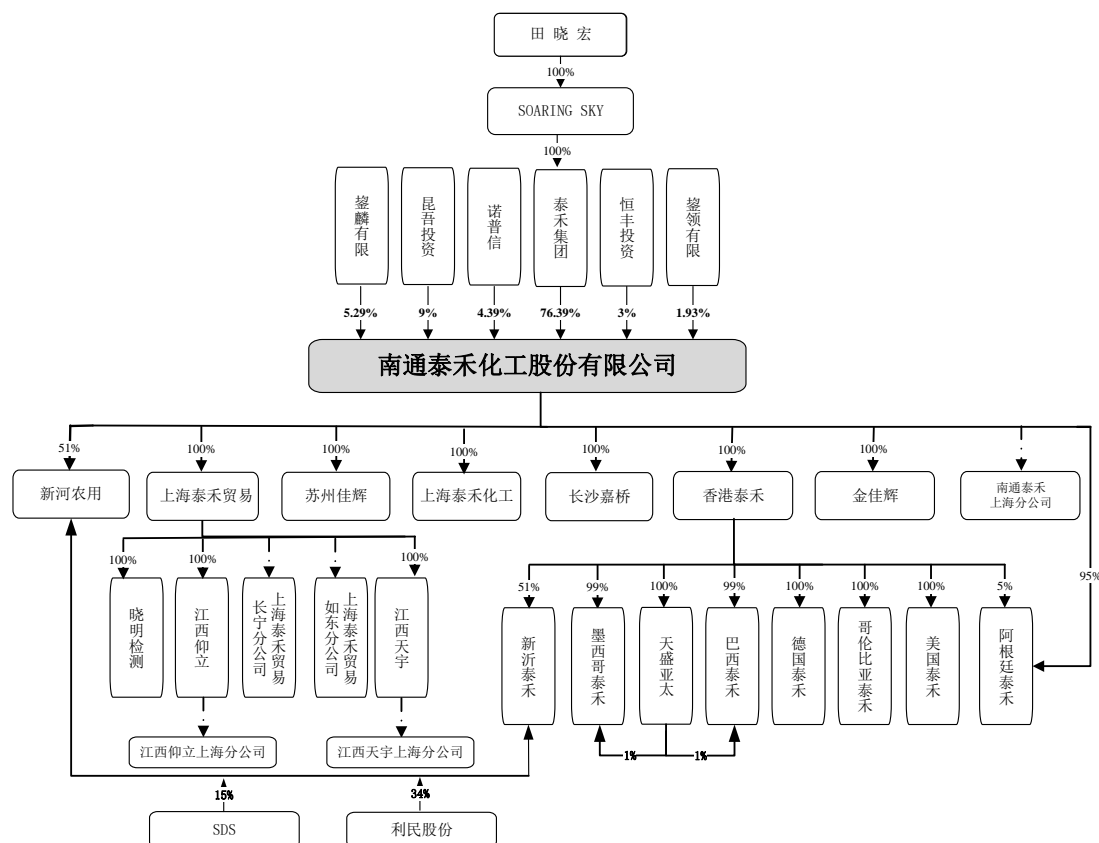 田 晓 宏
100%
SOARING SKY
100%
鋆麟有限
昆吾投资
诺普信
泰禾集团
恒丰投资
鋆领有限
5.29%
9%
4.39%
76.39%
3%
1.93%
南通泰禾化工股份有限公司
51%
100%
100%
100%
100%
100%
100%
新河农用
上海泰禾贸易
苏州佳辉
上海泰禾化工
长沙嘉桥
香港泰禾
金佳辉
南通泰禾
上海分公司
100%
100%
100%
51%
99%
100%
99%
100%
100%
100%
5%
95%
晓明检测
江西仰立
上海泰禾贸易
长宁分公司
上海泰禾贸易
如东分公司
江西天宇
新沂泰禾
墨西哥泰禾
天盛亚太
巴西泰禾
德国泰禾
哥伦比亚泰禾
美国泰禾
阿根廷泰禾
江西仰立上海分公司
江西天宇上海分公司
1%
1%
15%
34%
SDS
利民股份